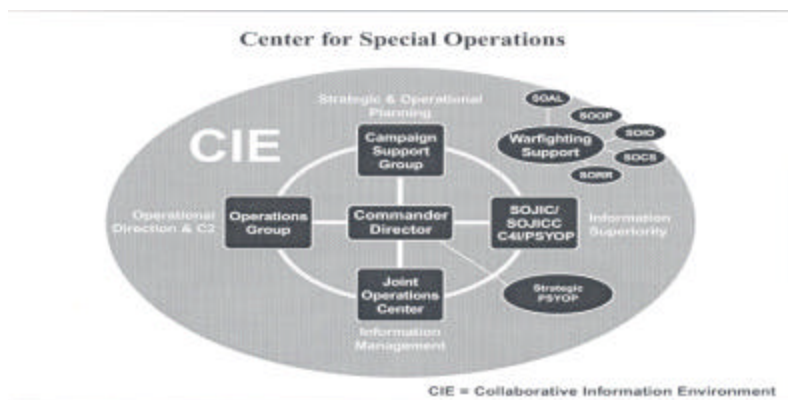 Center for Special Operations
CIE
Strategic & Operational
Planning
Campaign
Support
Group
SOAL
SOOP
SOIO
SOCS
SORR
Warfighting
Support
Operational
Direction & C2
Operations
Group
Commander
Director
SOJIC/
SOJICC
C4I/PSYOP
Information
Superiority
Joint
Operations
Center
Strategic
PSYOP
Information
Management
CIE = Collaborative Information Environment